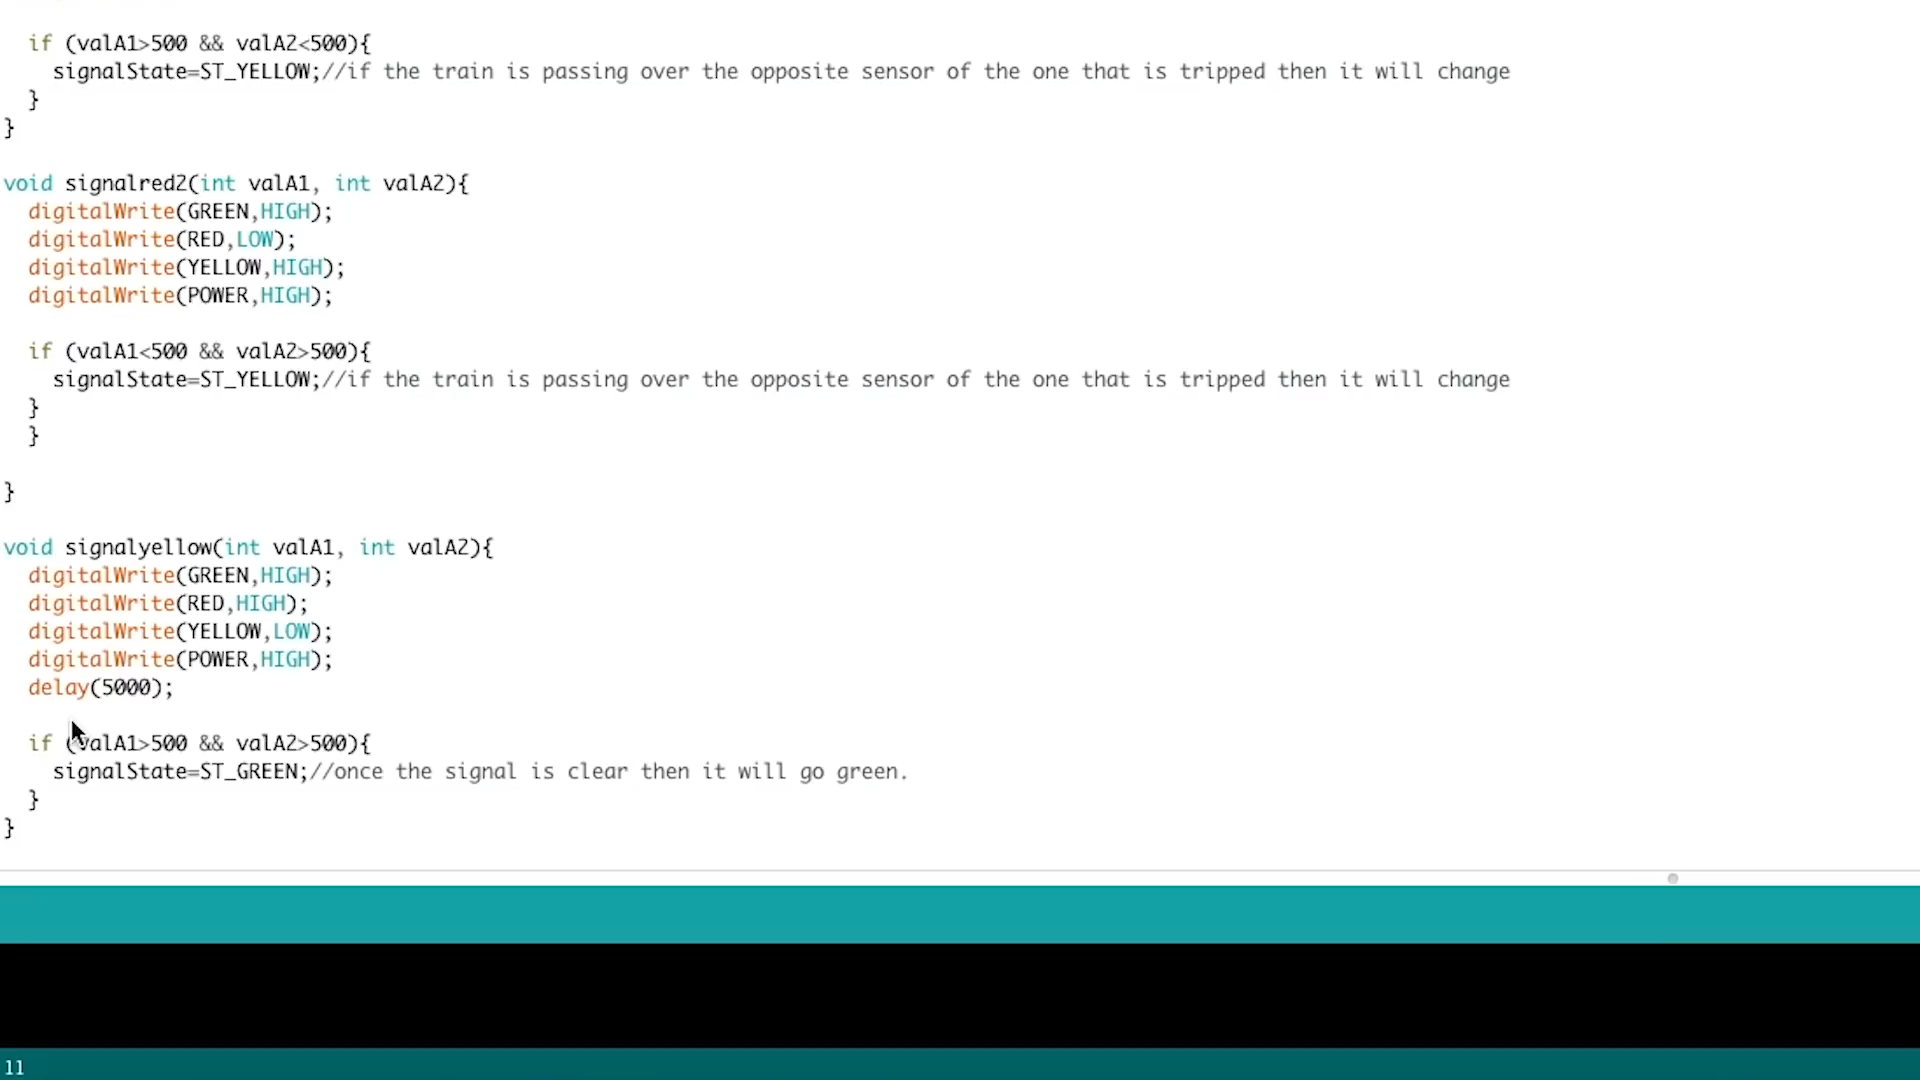 if (valA1>500 && valA2<500){
signalState=ST_YELLOW;//if the train is passing over the opposite sensor of the one that is tripped then it will change
}
}
void signalred2(int valA1, int valA2){
digitalWrite(GREEN,HIGH);
digitalWrite(RED,LOW);
digitalWrite(YELLOW,HIGH);
digitalWrite(POWER,HIGH);
if (valA1<500 && valA2>500){
signalState=ST_YELLOW;//if the train is passing over the opposite sensor of the one that is tripped then it will change
}
}
}
void signalyellow(int valA1, int valA2){
digitalWrite(GREEN,HIGH);
digitalWrite(RED,HIGH);
digitalWrite(YELLOW,LOW);
digitalWrite(POWER,HIGH);
delay(5000);
if (valA1>500 && valA2>500){
signalState=ST_GREEN;//once the signal is clear then it will go green.
}
}
11